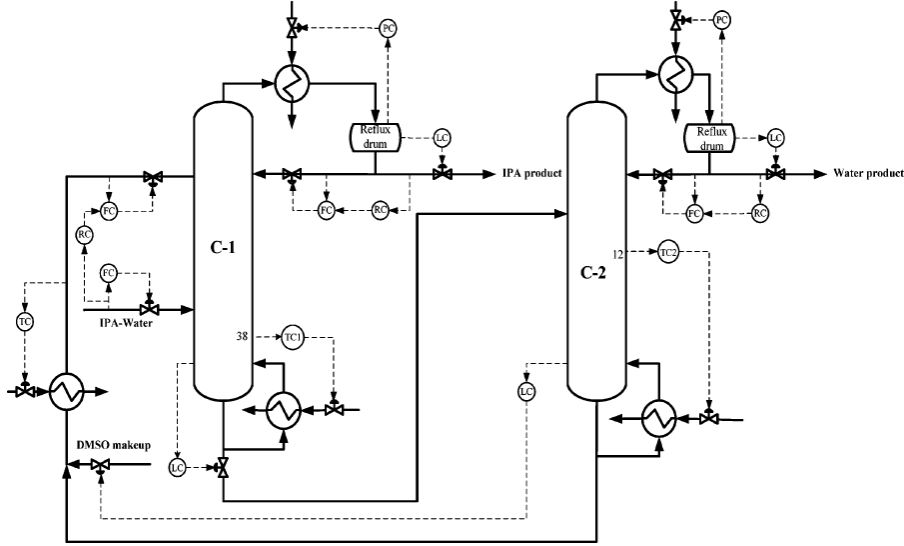 PC
PC
Reflux
drum
LC
Reflux
drum
LC
IPA product
Water product
FC
FC
RC
FC
RC
RC
C-1
12
TC2
C-2
FC
TC
IPA-Water
38
TC1
LC
DMSO makeup
LC